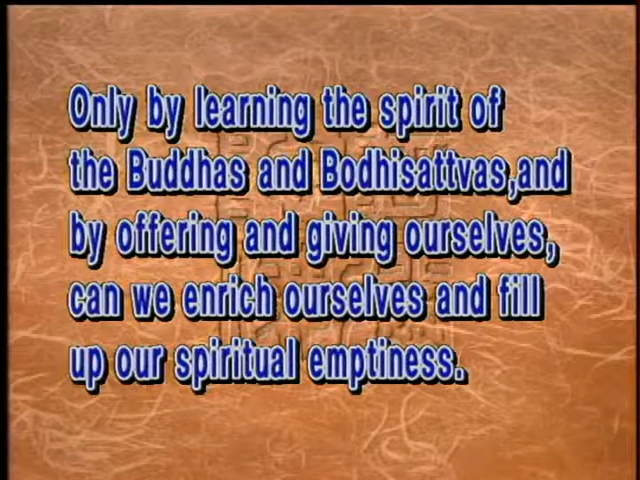 Only by learning the spirit of
the Buddhas and Bodhisattvas,and
by offering and giving ourselves,
can we enrich ourselves and fill
up our spiritual emptiness.